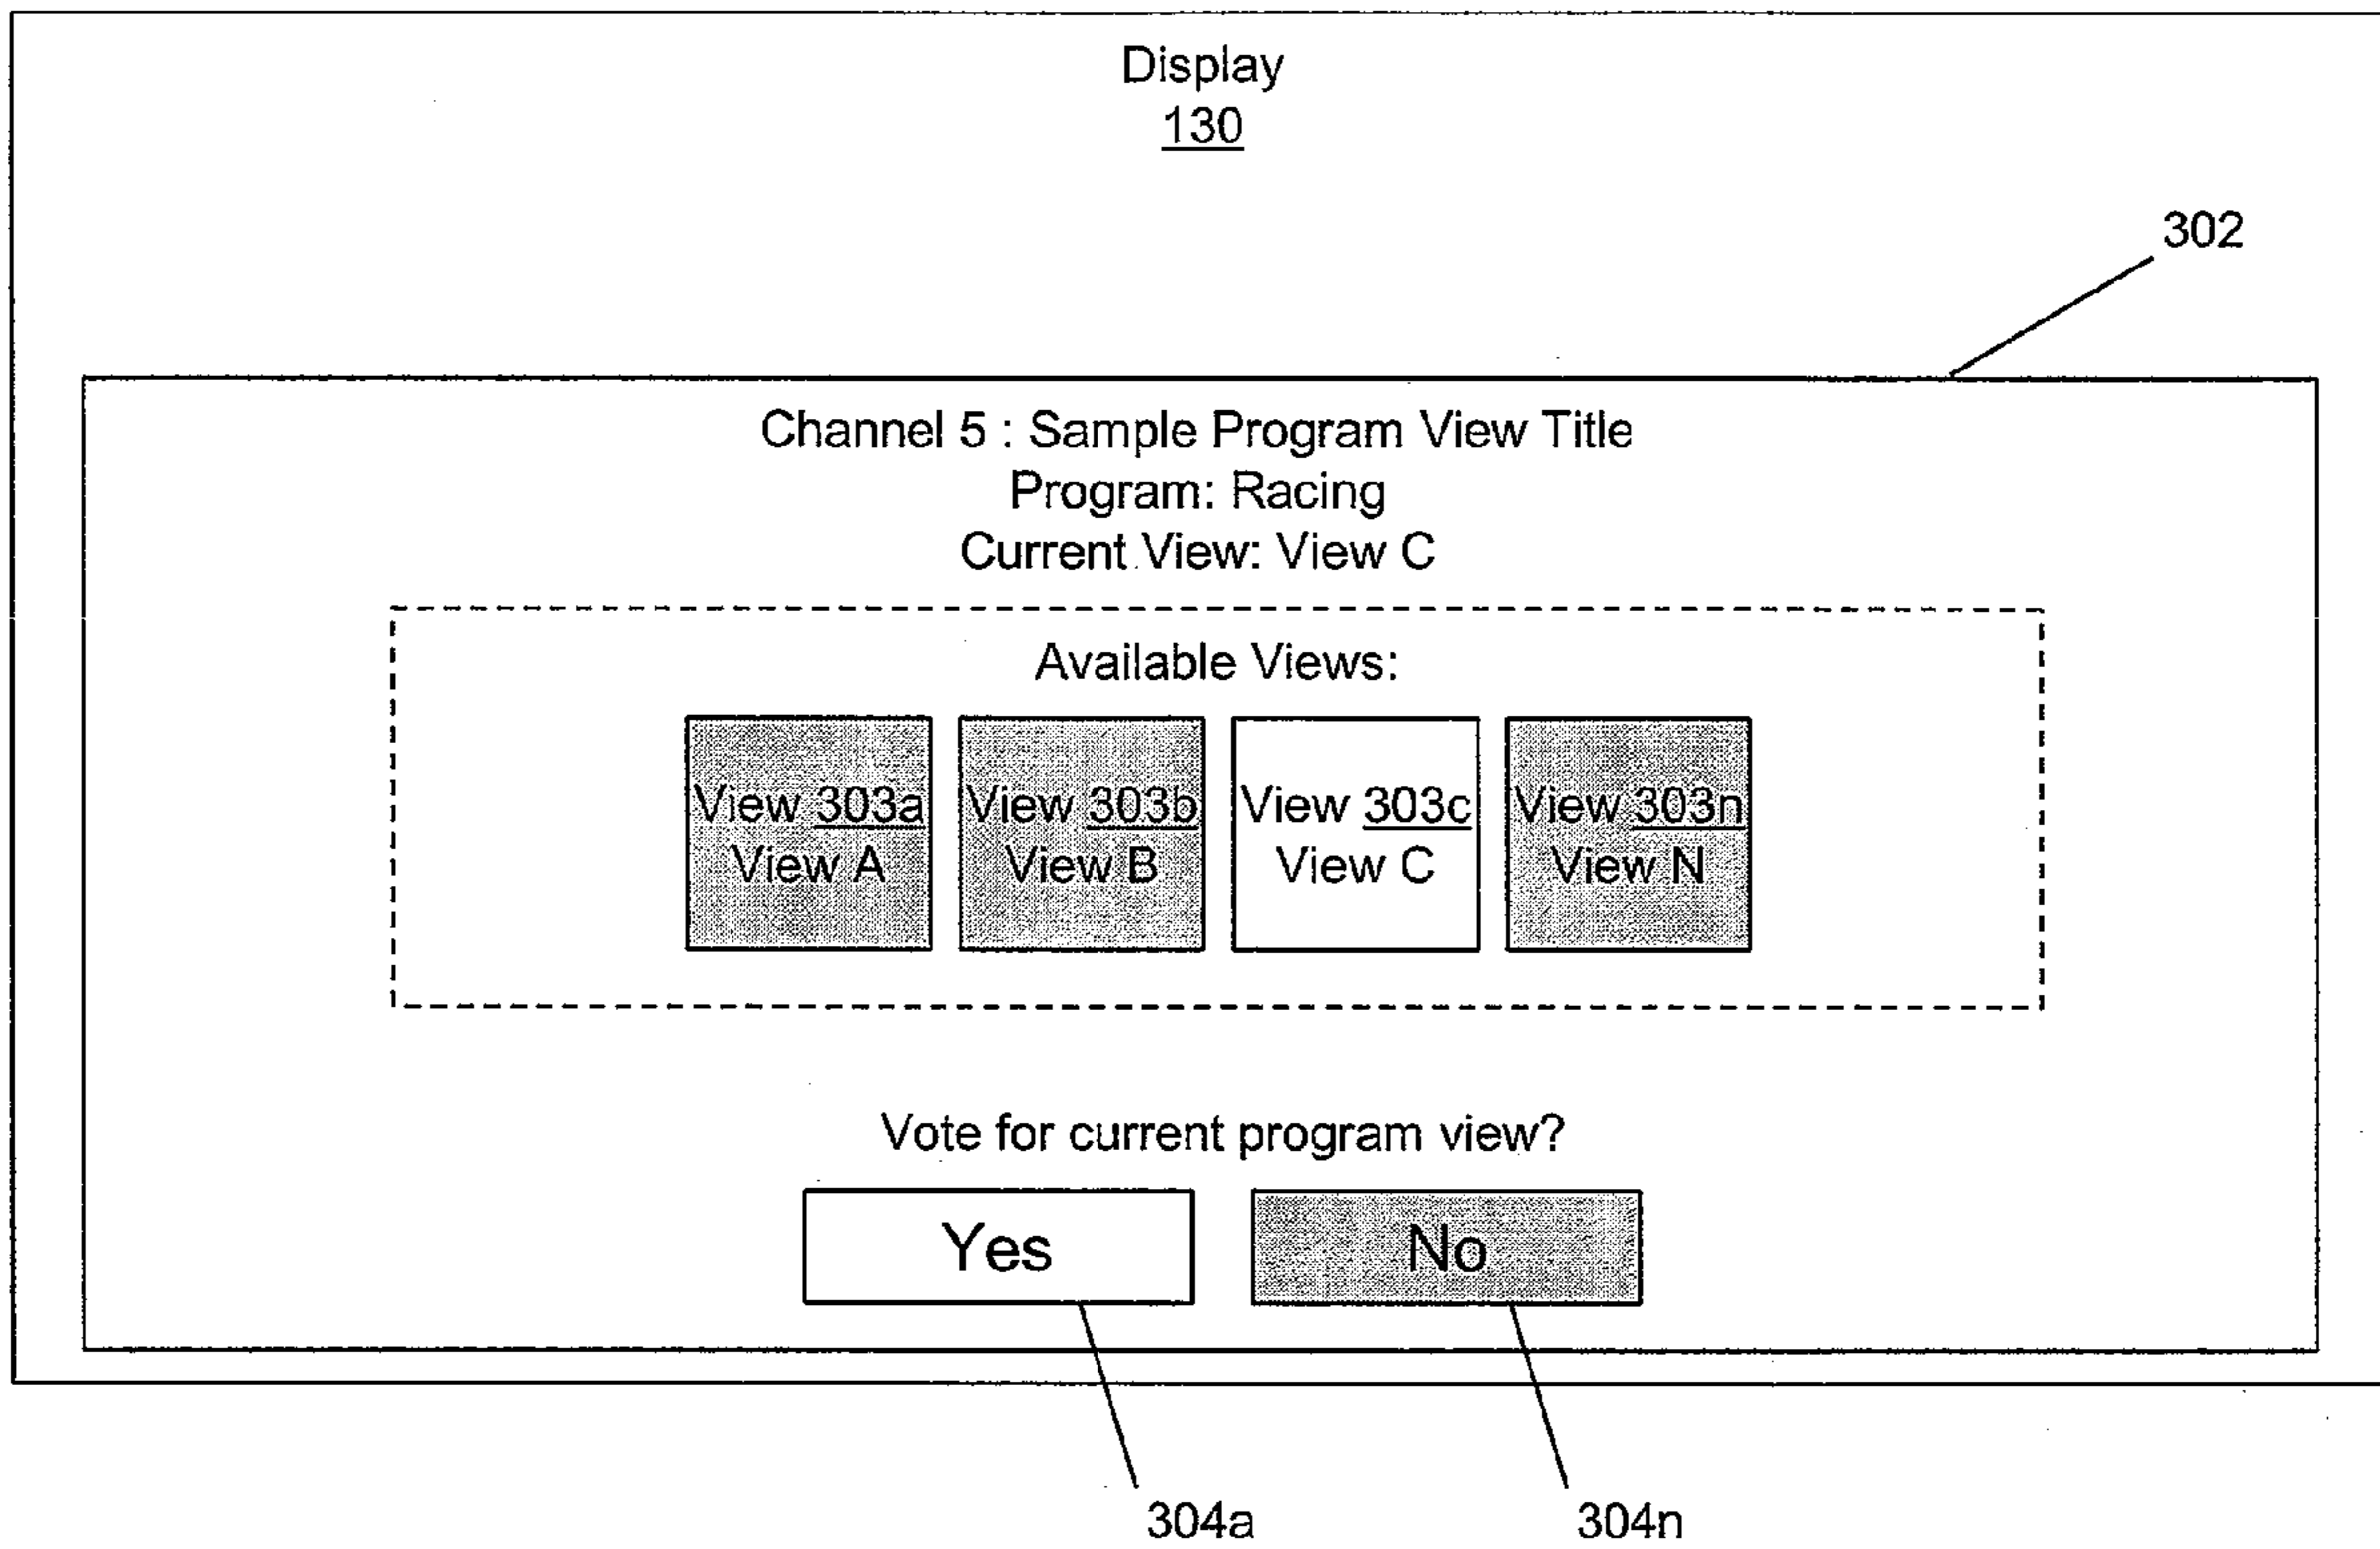 Display
130
302
Channel 5 : Sample Program View Title
Program: Racing
Current View: View C
Available Views:
View 303a View 303b View 303c View 303n
View A View B View C View N
Vote for current program view?
Yes No
304a 304n